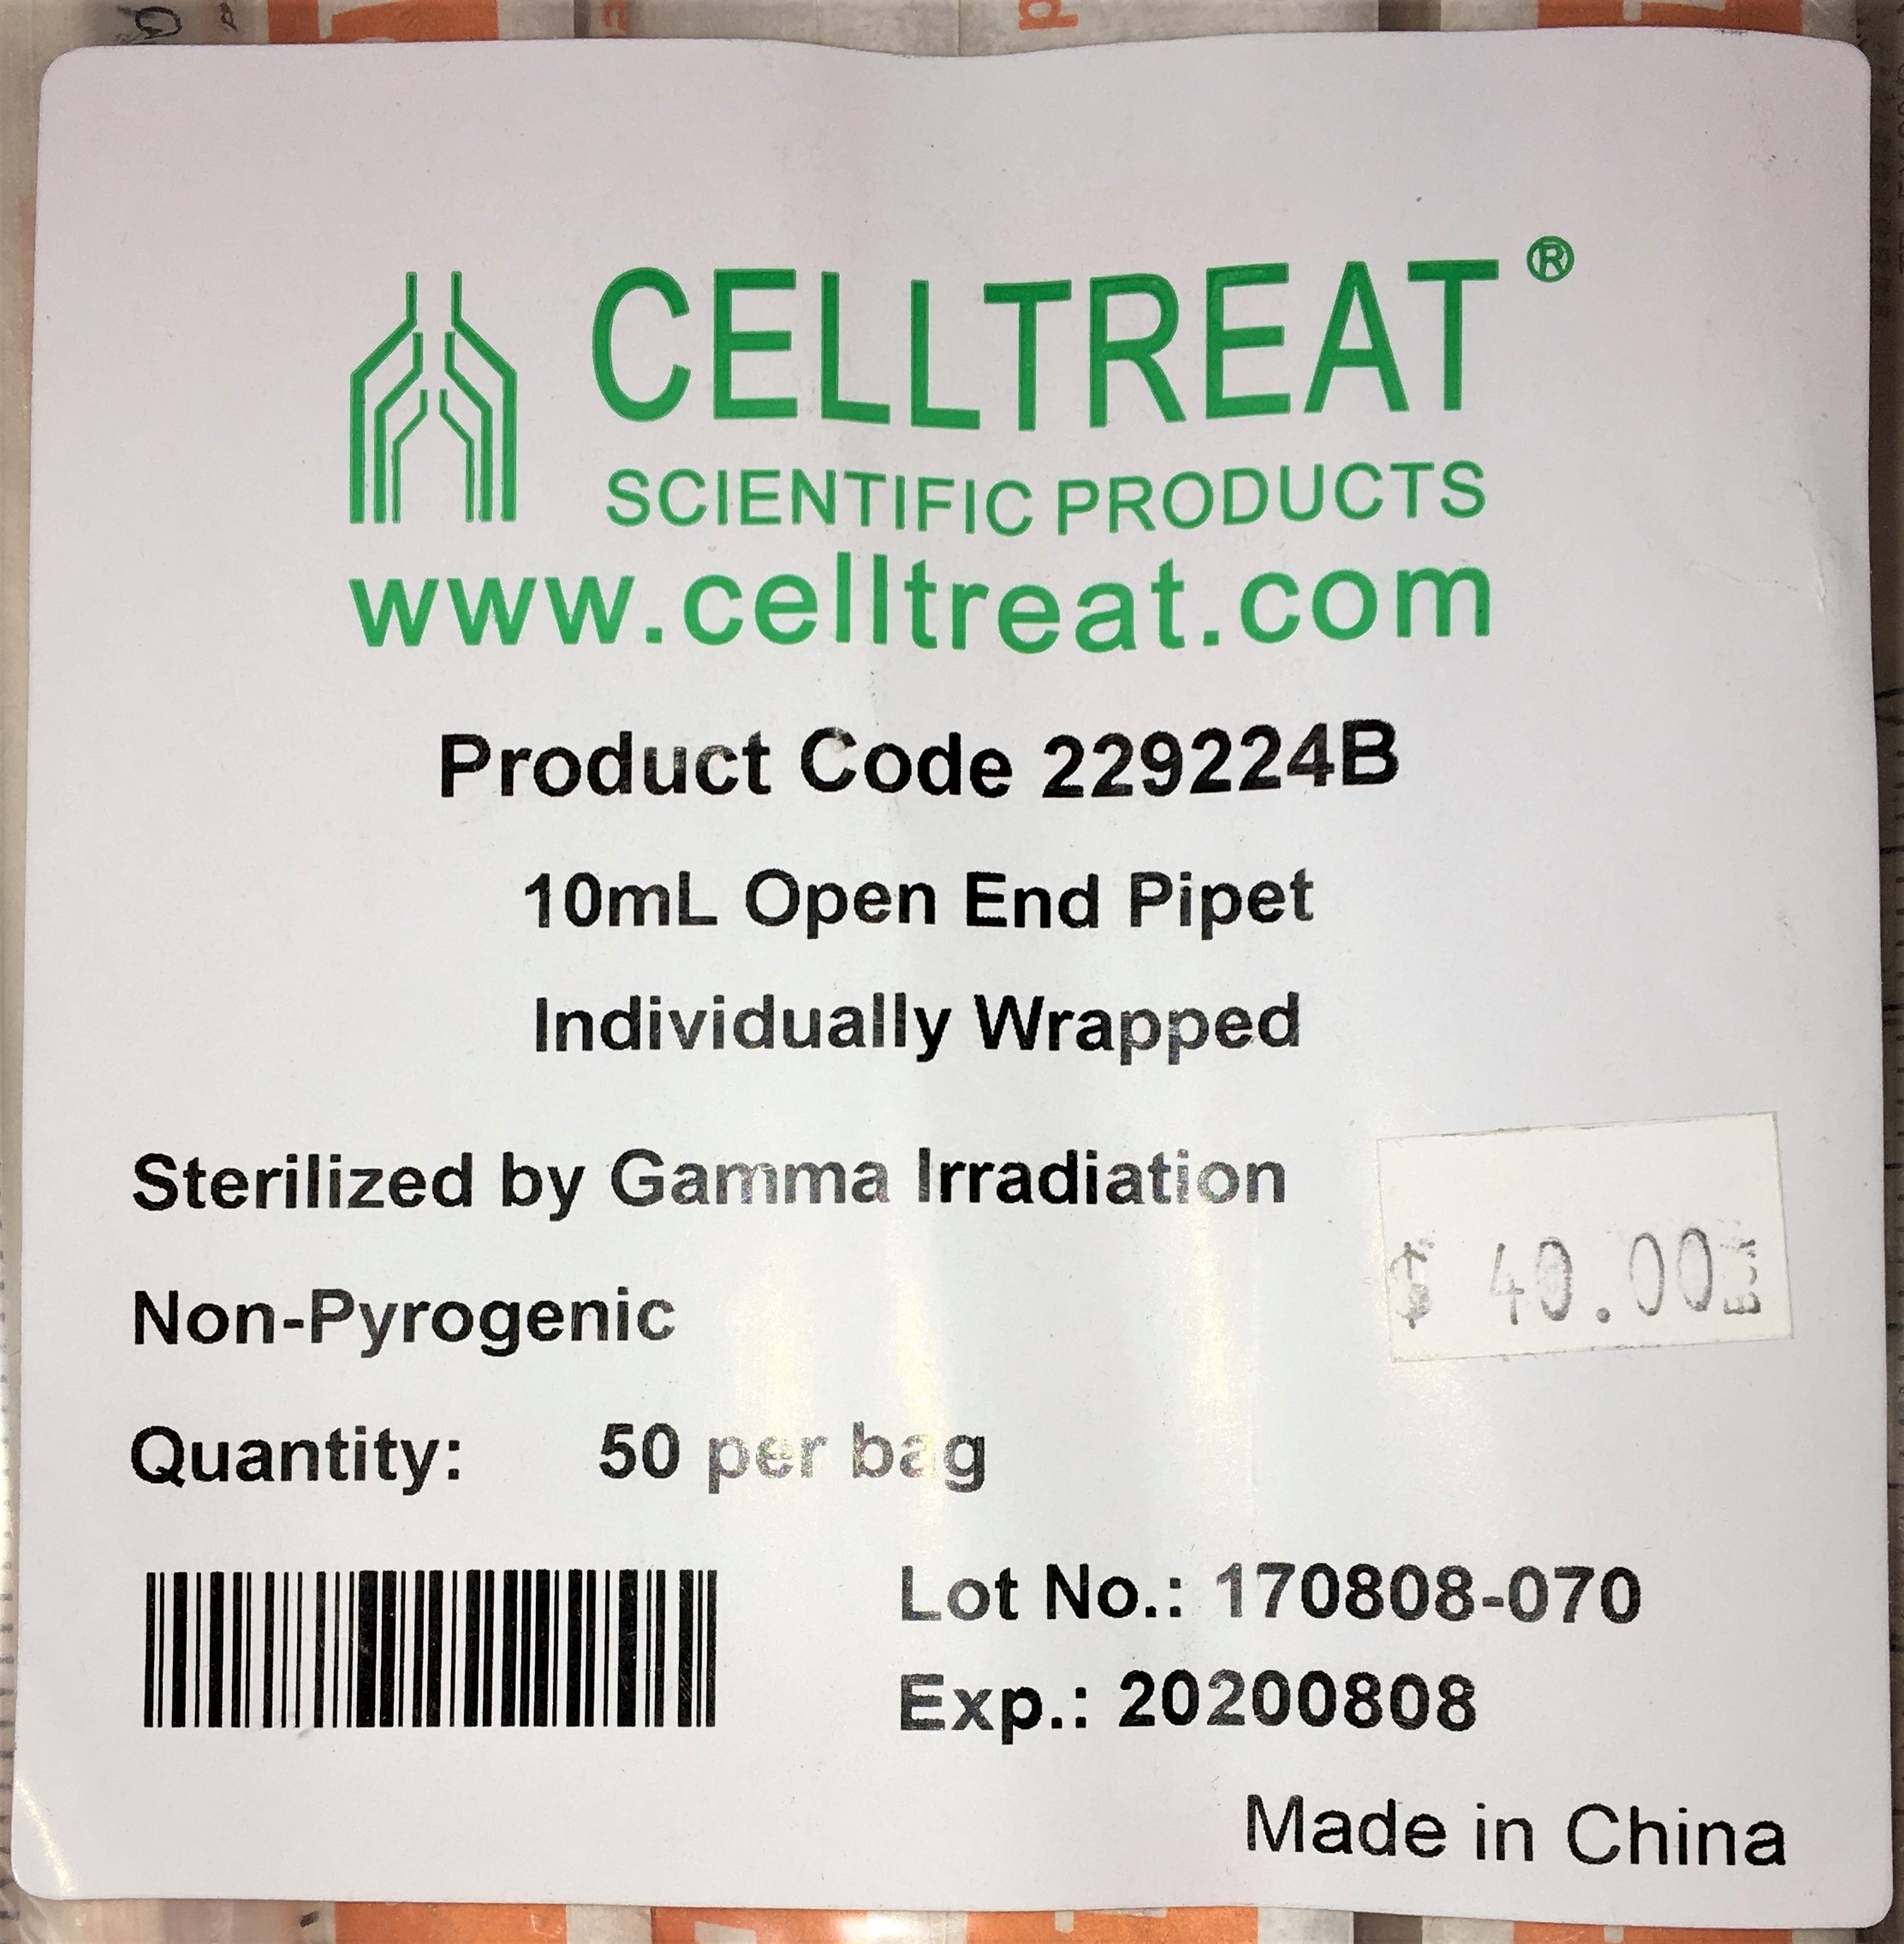 CELLTREAT®
SCIENTIFIC PRODUCTS
www.celltreat.com
Product Code 229224B
10mL Open End Pipet
Individually Wrapped
Sterilized by Gamma Irradiation
$ 40.00
Non-Pyrogenic
Quantity: 50 per bag
Lot No.: 170808-070
Exp.: 20200808
Made in China